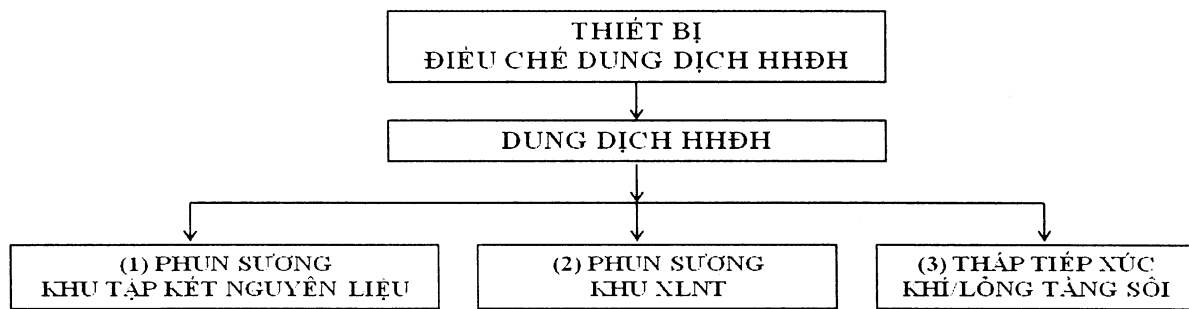 THIẾT BỊ
ĐIỀU CHẾ DUNG DỊCH HHĐH
DUNG DỊCH HHĐH
(1) PHUN SƯƠNG
KHU TẬP KẾT NGUYÊN LIỆU
(2) PHUN SƯƠNG
KHU XLNT
(3) THÁP TIẾP XÚC
KHÍ/LỎNG TẦNG SÔI